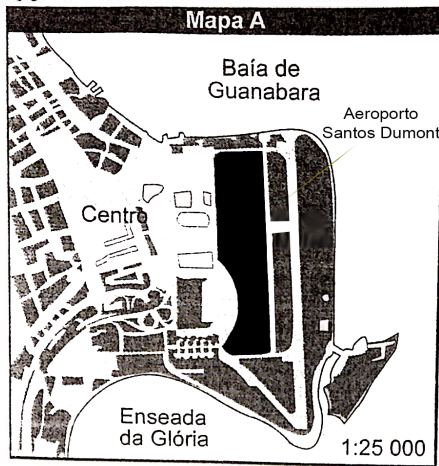 Mapa A
Baía de
Guanabara
Aeroporto
Santos Dumont
Centro
Enseada
da Glória
1:25 000